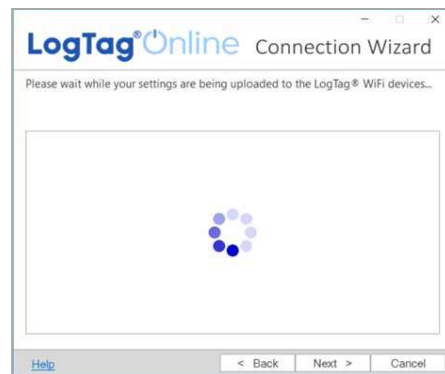 LogTag® Online Connection Wizard
Please wait while your settings are being uploaded to the LogTag® WiFi devices...
Help
< Back
Next >
Cancel